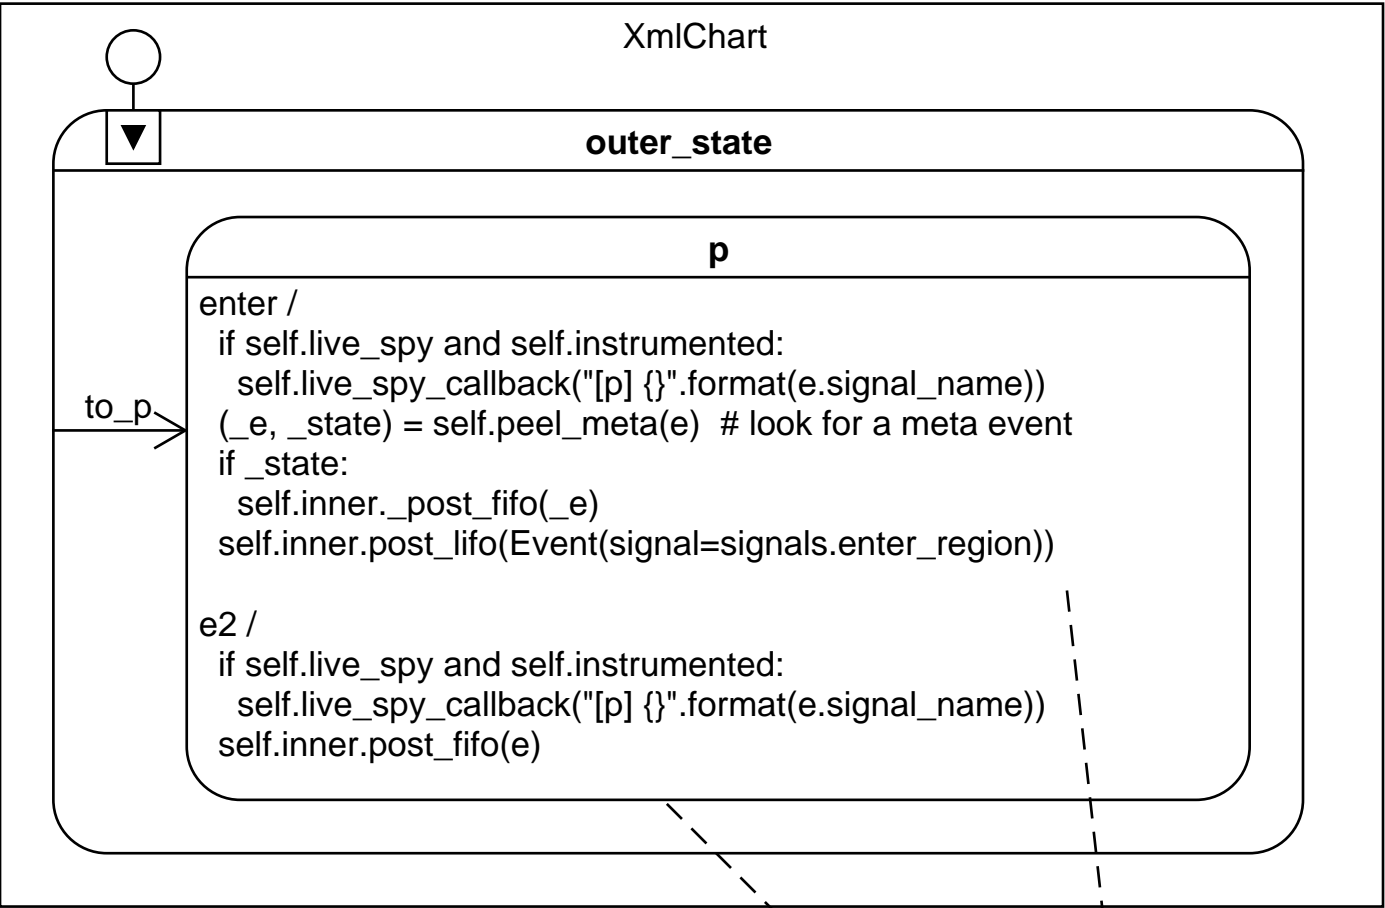 XmlChart
outer_state
p
enter /
if self.live_spy and self.instrumented:
self.live_spy_callback("[p] {}".format(e.signal_name))
to_p
(_e, _state) = self.peel_meta(e)  # look for a meta event
if _state:
self.inner._post_fifo(_e)
self.inner.post_lifo(Event(signal=signals.enter_region))
e2 /
if self.live_spy and self.instrumented:
self.live_spy_callback("[p] {}".format(e.signal_name))
self.inner.post_fifo(e)